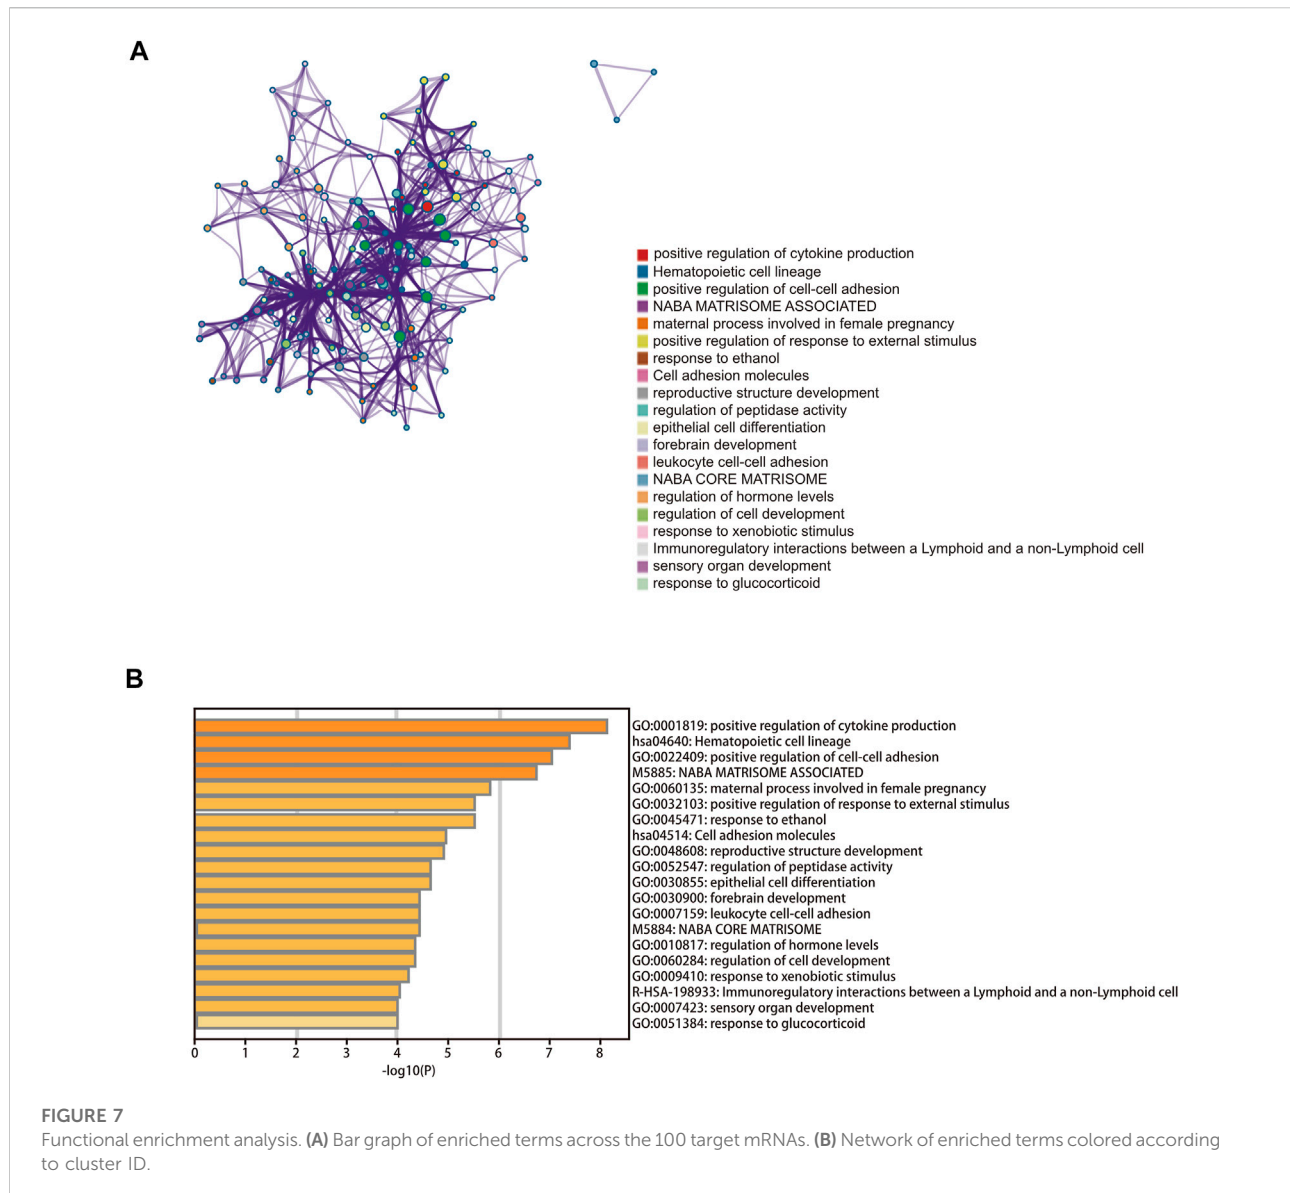 A
positive regulation of cytokine production
Hematopoietic cell lineage
positive regulation of cell-cell adhesion
NABA MATRISOME ASSOCIATED
maternal process involved in female pregnancy
positive regulation of response to external stimulus
response to ethanol
Cell adhesion molecules
reproductive structure development
regulation of peptidase activity
epithelial cell differentiation
forebrain development
leukocyte cell-cell adhesion
NABA CORE MATRISOME
regulation of hormone levels
regulation of cell development
response to xenobiotic stimulus
Immunoregulatory interactions between a Lymphoid and a non-Lymphoid cell
sensory organ development
response to glucocorticoid
B
GO:0001819: positive regulation of cytokine production
hsa04640: Hematopoietic cell lineage
GO:0022409: positive regulation of cell-cell adhesion
M5885: NABA MATRISOME ASSOCIATED
GO:0060135: maternal process involved in female pregnancy
GO:0032103: positive regulation of response to external stimulus
GO:0045471: response to ethanol
hsa04514: Cell adhesion molecules
GO:0048608: reproductive structure development
GO:0052547: regulation of peptidase activity
GO:0030855: epithelial cell differentiation
GO:0030900: forebrain development
GO:0007159: leukocyte cell-cell adhesion
M5884: NABA CORE MATRISOME
GO:0010817: regulation of hormone levels
GO:0060284: regulation of cell development
GO:0009410: response to xenobiotic stimulus
R-HSA-198933: Immunoregulatory interactions between a Lymphoid and a non-Lymphoid cell
GO:0007423: sensory organ development
GO:0051384: response to glucocorticoid
0 1 2 3 4 5 6 7 8
-log10(P)
FIGURE 7
Functional enrichment analysis. (A) Bar graph of enriched terms across the 100 target mRNAs. (B) Network of enriched terms colored according
to cluster ID.